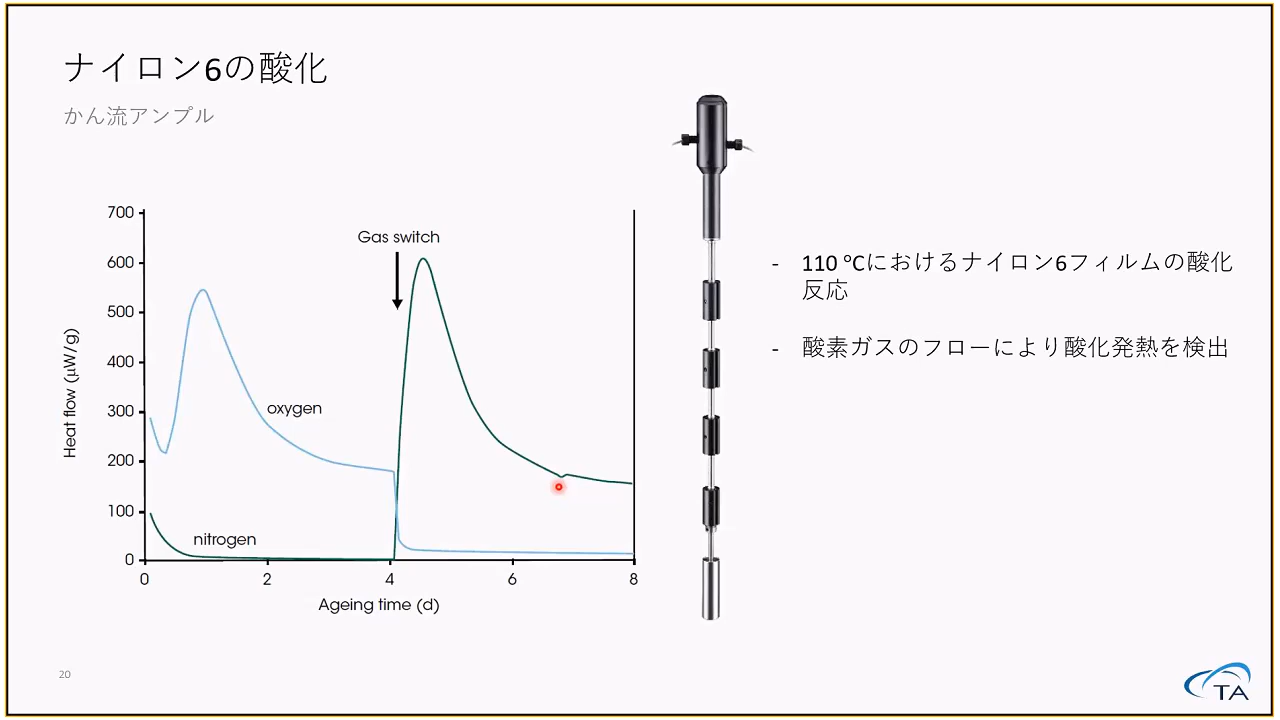 ナイロン6の酸化
かん流アンプル
700
600
500
400
300
200
100
0
Heat flow (µW/g)
Gas switch
oxygen
nitrogen
0 2 4 6 8
Ageing time (d)
- 110 ºCにおけるナイロン6フィルムの酸化
反応
- 酸素ガスのフローにより酸化発熱を検出
20
TA